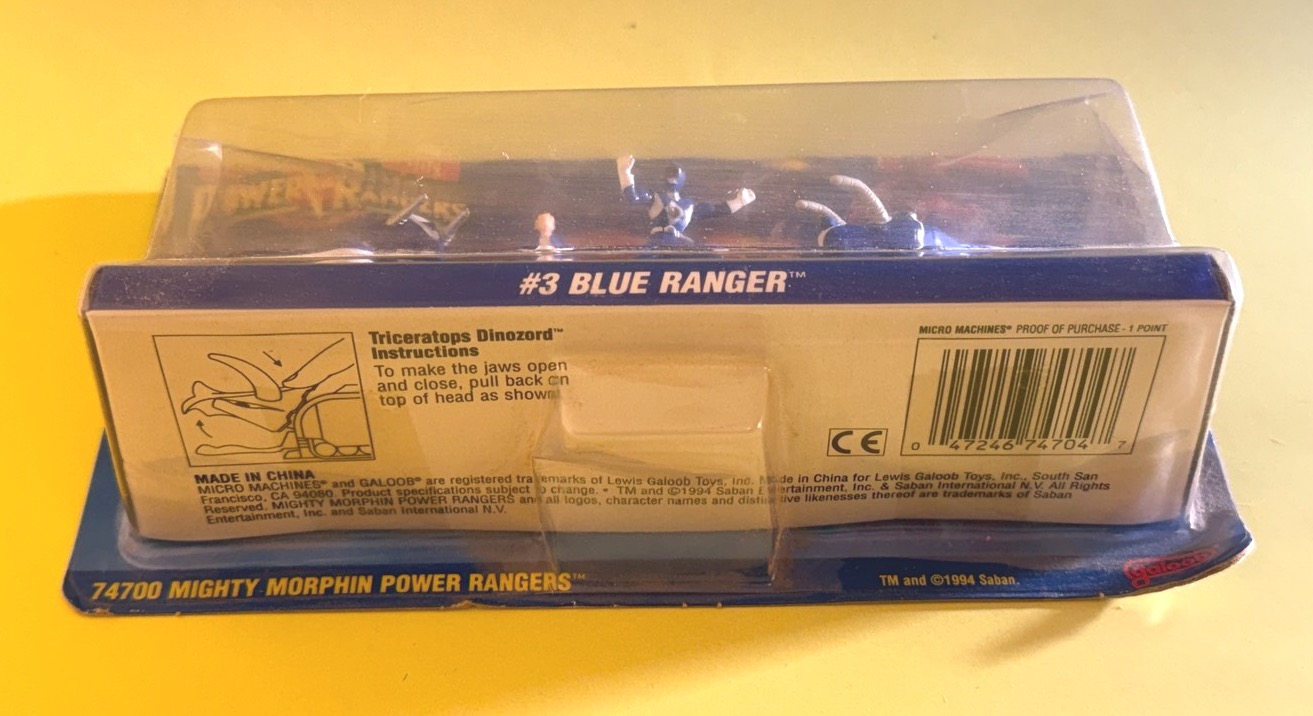 POWER RANGERS
#3 BLUE RANGER™
Triceratops Dinozord™
Instructions
To make the jaws open
and close, pull back on
top of head as shown
MICRO MACHINES® PROOF OF PURCHASE - 1 POINT
CE
0 47246 74704 7
MADE IN CHINA
MICRO MACHINES® and GALOOB® are registered trademarks of Lewis Galoob Toys, Inc. Made in China for Lewis Galoob Toys, Inc., South San
Francisco, CA 94080. Product specifications subject to change. • TM and ©1994 Saban Entertainment, Inc. & Saban International N.V. All Rights
Reserved. MIGHTY MORPHIN POWER RANGERS and all logos, character names and distinctive likenesses thereof are trademarks of Saban
Entertainment, Inc. and Saban International N.V.
74700 MIGHTY MORPHIN POWER RANGERS™
TM and ©1994 Saban.
Galoob